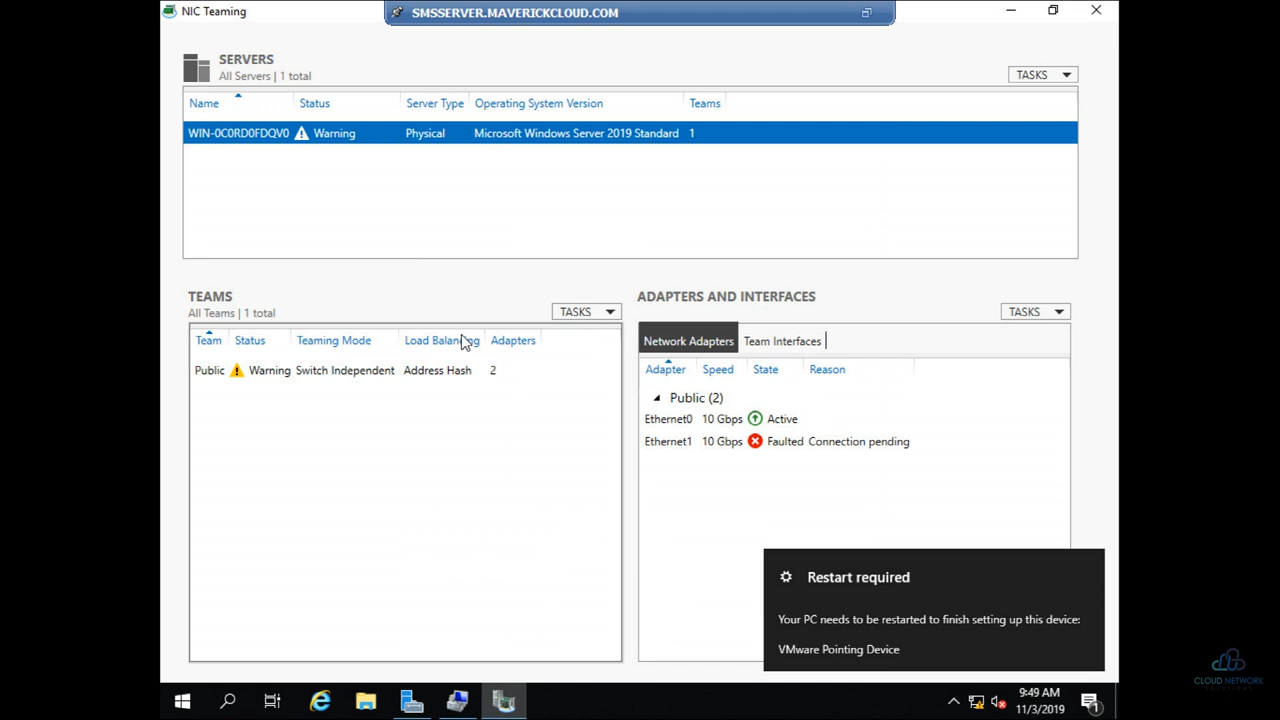 NIC Teaming
SMSSERVER.MAVERICKCLOUD.COM
SERVERS
All Servers | 1 total
TASKS
Name Status Server Type Operating System Version Teams
WIN-0C0RD0FDQV0 Warning Physical Microsoft Windows Server 2019 Standard 1
TEAMS
All Teams | 1 total
TASKS
Team Status Teaming Mode Load Balancing Adapters
Public Warning Switch Independent Address Hash 2
ADAPTERS AND INTERFACES
TASKS
Network Adapters Team Interfaces
Adapter Speed State Reason
Public (2)
Ethernet0 10 Gbps Active
Ethernet1 10 Gbps Faulted Connection pending
Restart required
Your PC needs to be restarted to finish setting up this device:
VMware Pointing Device
CLOUD NETWORK
SOLUTIONS
9:49 AM
11/3/2019
1